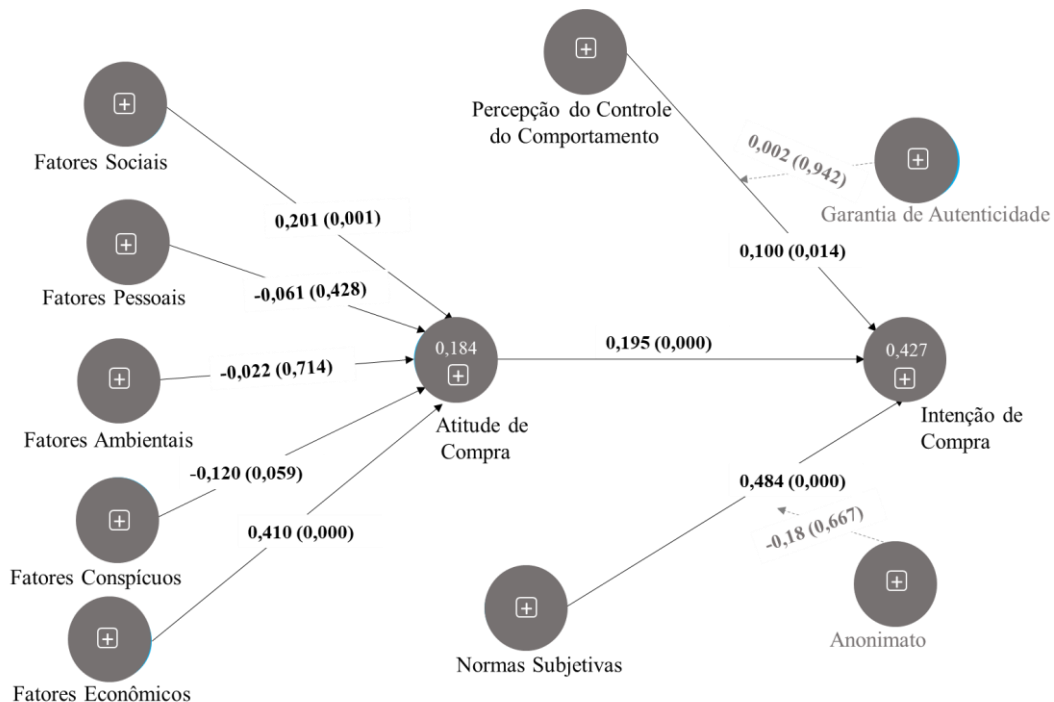 Fatores Sociais
Fatores Pessoais
Fatores Ambientais
Fatores Conspícuos
Fatores Econômicos
0,201 (0,001)
-0,061 (0,428)
-0,022 (0,714)
-0,120 (0,059)
0,410 (0,000)
0,184
Atitude de
Compra
0,195 (0,000)
Percepção do Controle
do Comportamento
0,002 (0,942)
Garantia de Autenticidade
0,100 (0,014)
0,427
Intenção de
Compra
0,484 (0,000)
-0,18 (0,667)
Normas Subjetivas
Anonimato